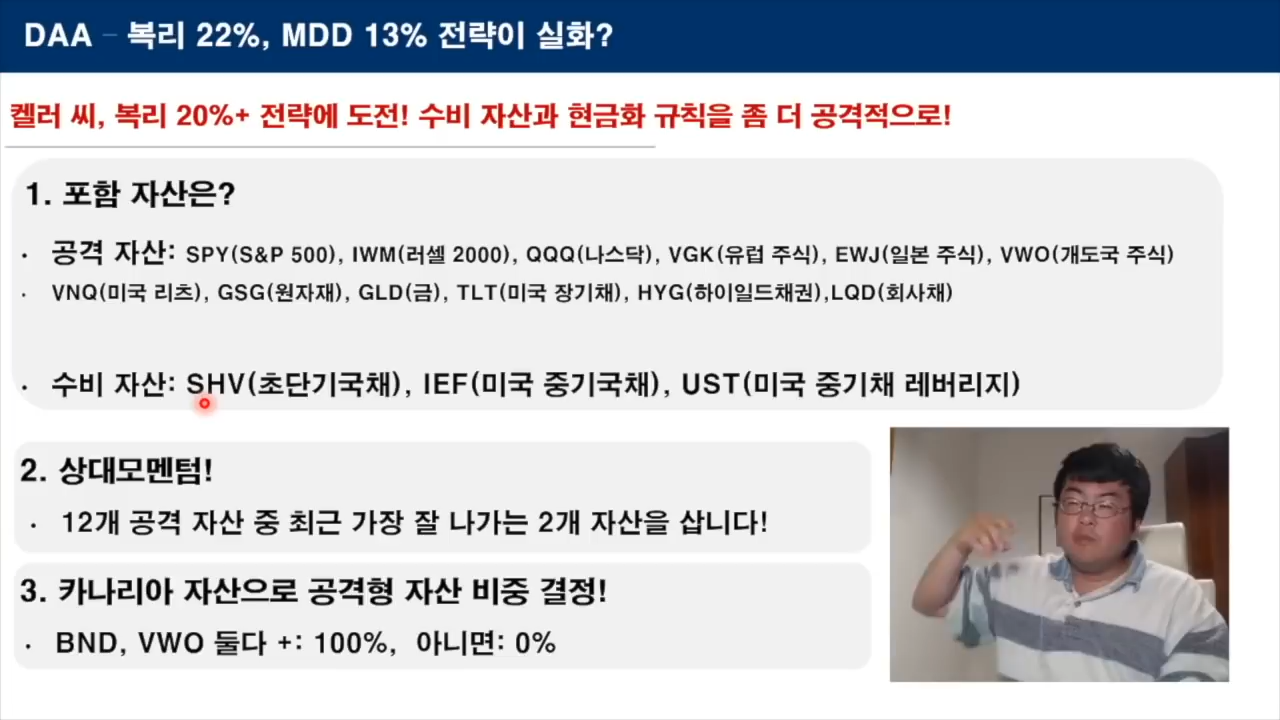 DAA – 복리 22%, MDD 13% 전략이 실화?
켈러 씨, 복리 20%+ 전략에 도전! 수비 자산과 현금화 규칙을 좀 더 공격적으로!
1. 포함 자산은?
· 공격 자산: SPY(S&P 500), IWM(러셀 2000), QQQ(나스닥), VGK(유럽 주식), EWJ(일본 주식), VWO(개도국 주식)
· VNQ(미국 리츠), GSG(원자재), GLD(금), TLT(미국 장기채), HYG(하이일드채권),LQD(회사채)
· 수비 자산: SHV(초단기국채), IEF(미국 중기국채), UST(미국 중기채 레버리지)
2. 상대모멘텀!
· 12개 공격 자산 중 최근 가장 잘 나가는 2개 자산을 삽니다!
3. 카나리아 자산으로 공격형 자산 비중 결정!
· BND, VWO 둘다 +: 100%, 아니면: 0%